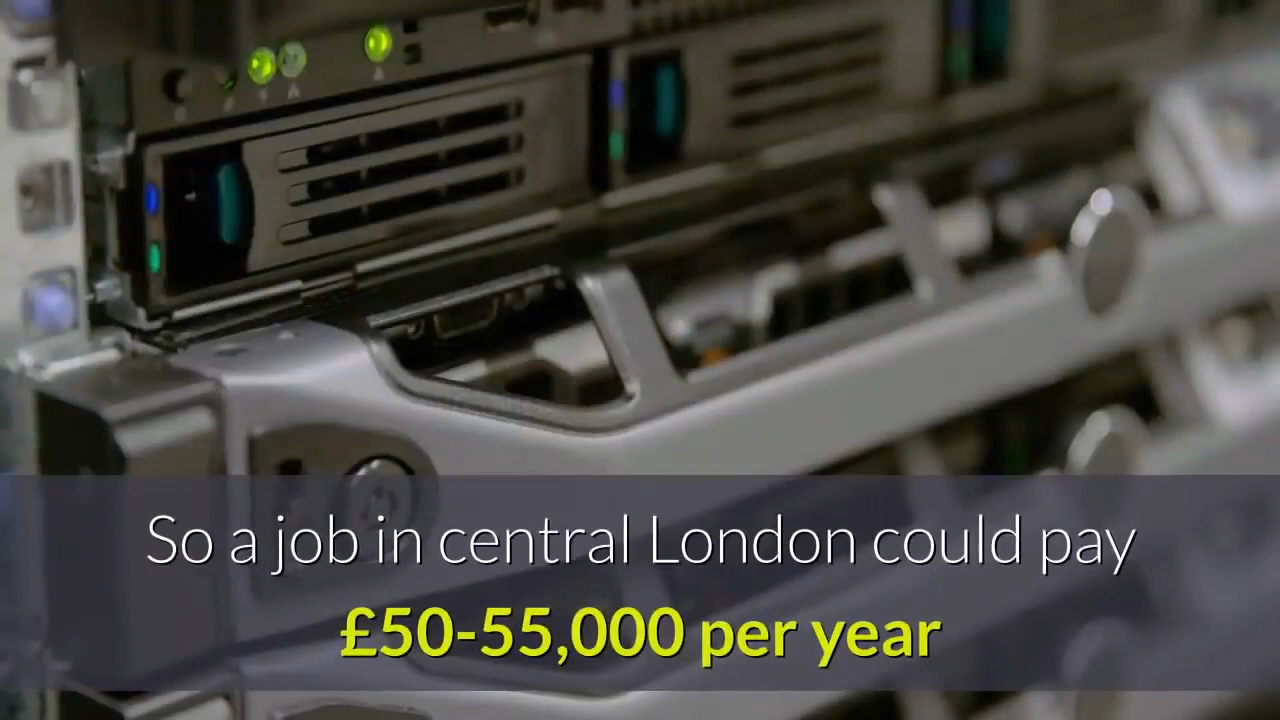 So a job in central London could pay
£50-55,000 per year